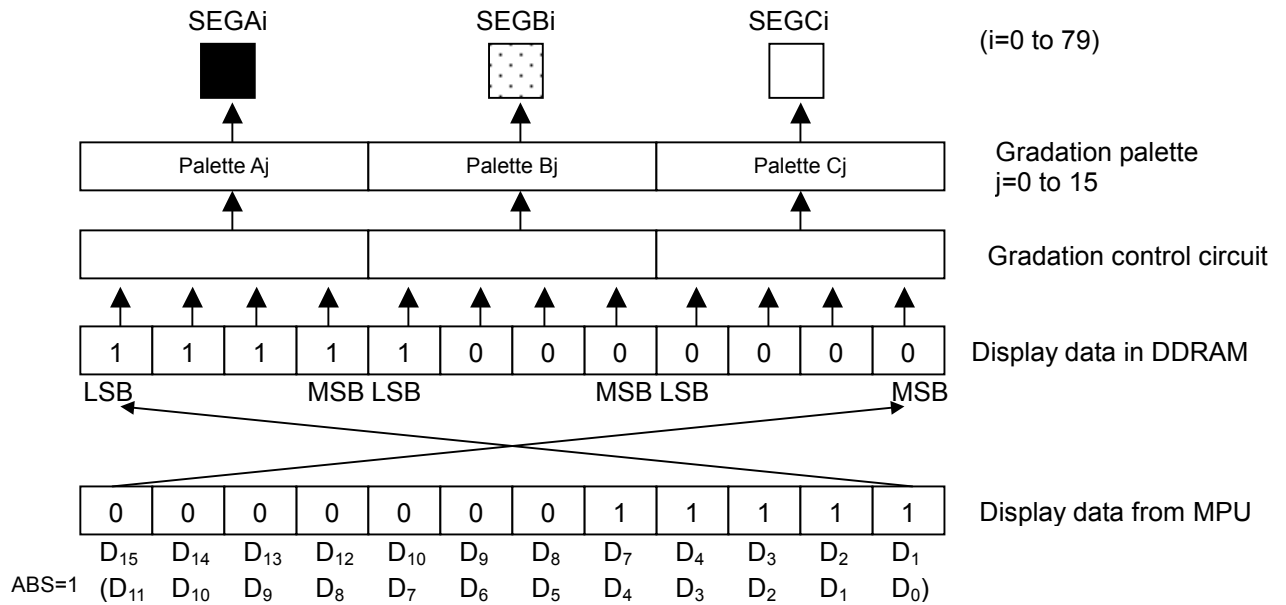 SEGAi SEGBi SEGCi (i=0 to 79)
Palette Aj Palette Bj Palette Cj Gradation palette
j=0 to 15
Gradation control circuit
1 1 1 1 1 0 0 0 0 0 0 0 Display data in DDRAM
LSB MSB LSB MSB LSB MSB
0 0 0 0 0 0 0 1 1 1 1 1 Display data from MPU
D15 D14 D13 D12 D10 D9 D8 D7 D4 D3 D2 D1
ABS=1 (D11 D10 D9 D8 D7 D6 D5 D4 D3 D2 D1 D0)